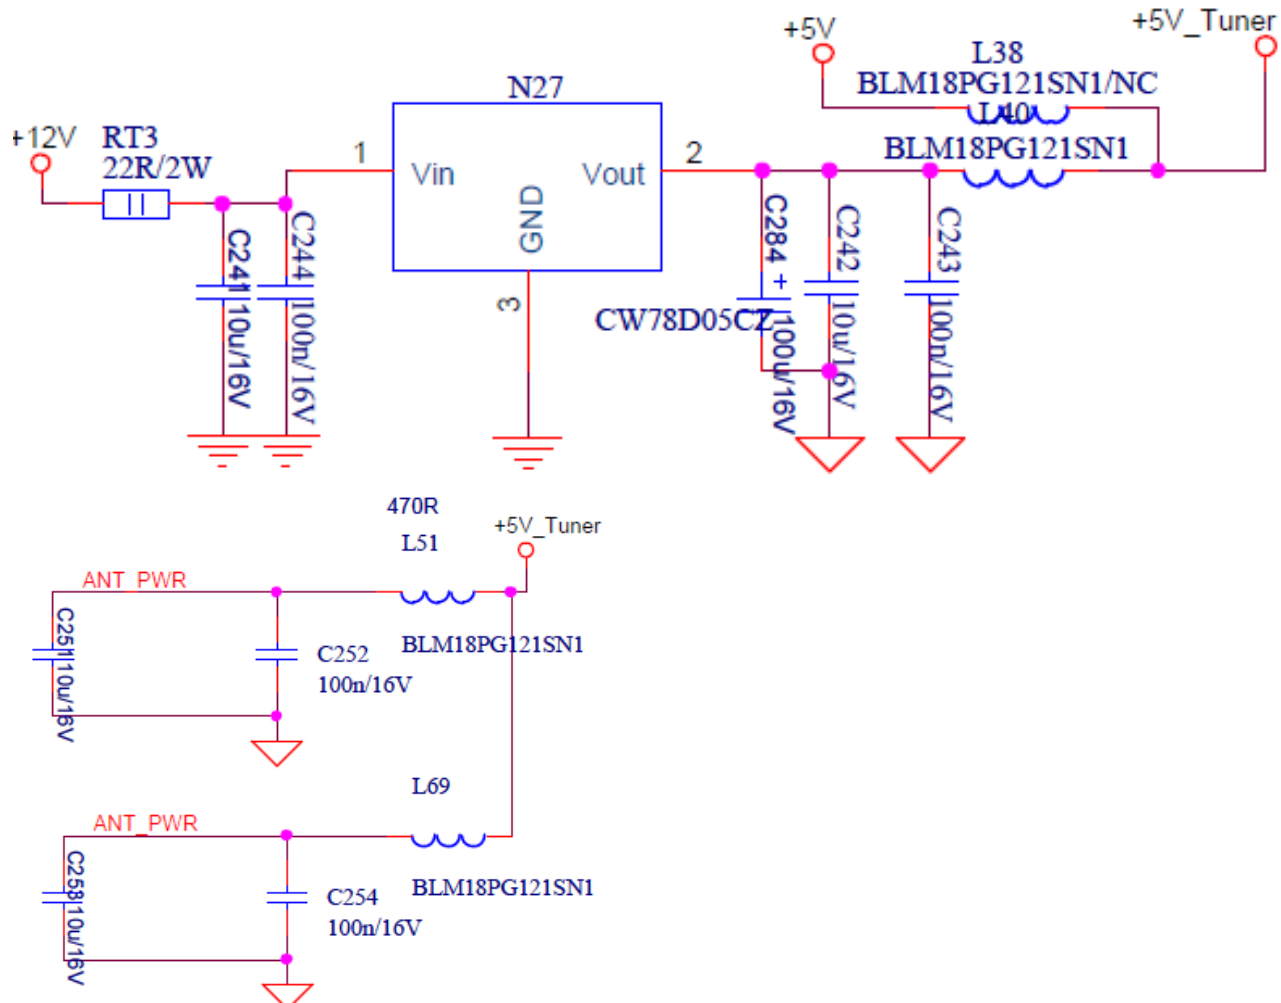 +5V
+5V_Tuner
L38
BLM18PG121SN1/NC
L40
BLM18PG121SN1
N27
+12V
RT3
22R/2W
1
Vin
Vout
2
GND
3
C241
10u/16V
C244
100n/16V
CW78D05CZ
C284
+
100u/16V
C242
10u/16V
C243
100n/16V
470R
L51
+5V_Tuner
ANT_PWR
BLM18PG121SN1
C251
10u/16V
C252
100n/16V
L69
ANT_PWR
BLM18PG121SN1
C253
10u/16V
C254
100n/16V